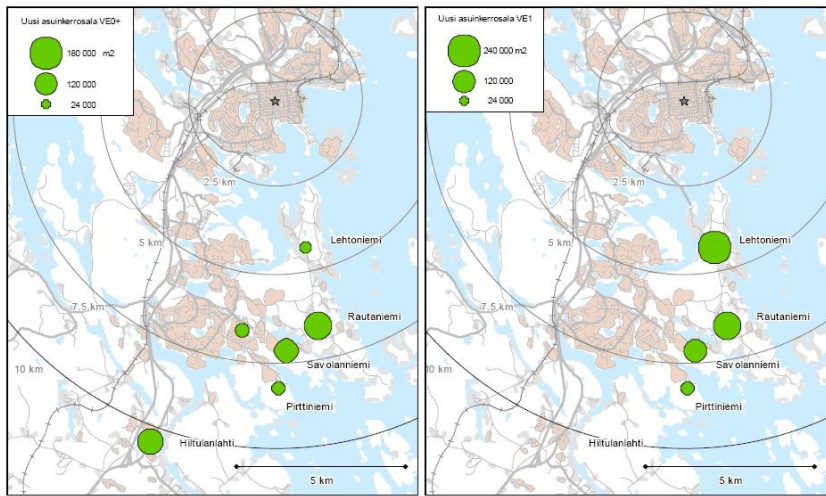 Uusi asuinkerrosala VE0+
180 000 m2
120 000
24 000
2.5 km
5 km
7.5 km
10 km
Lehtoniemi
Rautaniemi
Savolanniemi
Pirttiniemi
Hiltulanlahti
5 km
Uusi asuinkerrosala VE1
240 000 m2
120 000
24 000
2.5 km
5 km
7.5 km
10 km
Lehtoniemi
Rautaniemi
Savolanniemi
Pirttiniemi
Hiltulanlahti
5 km